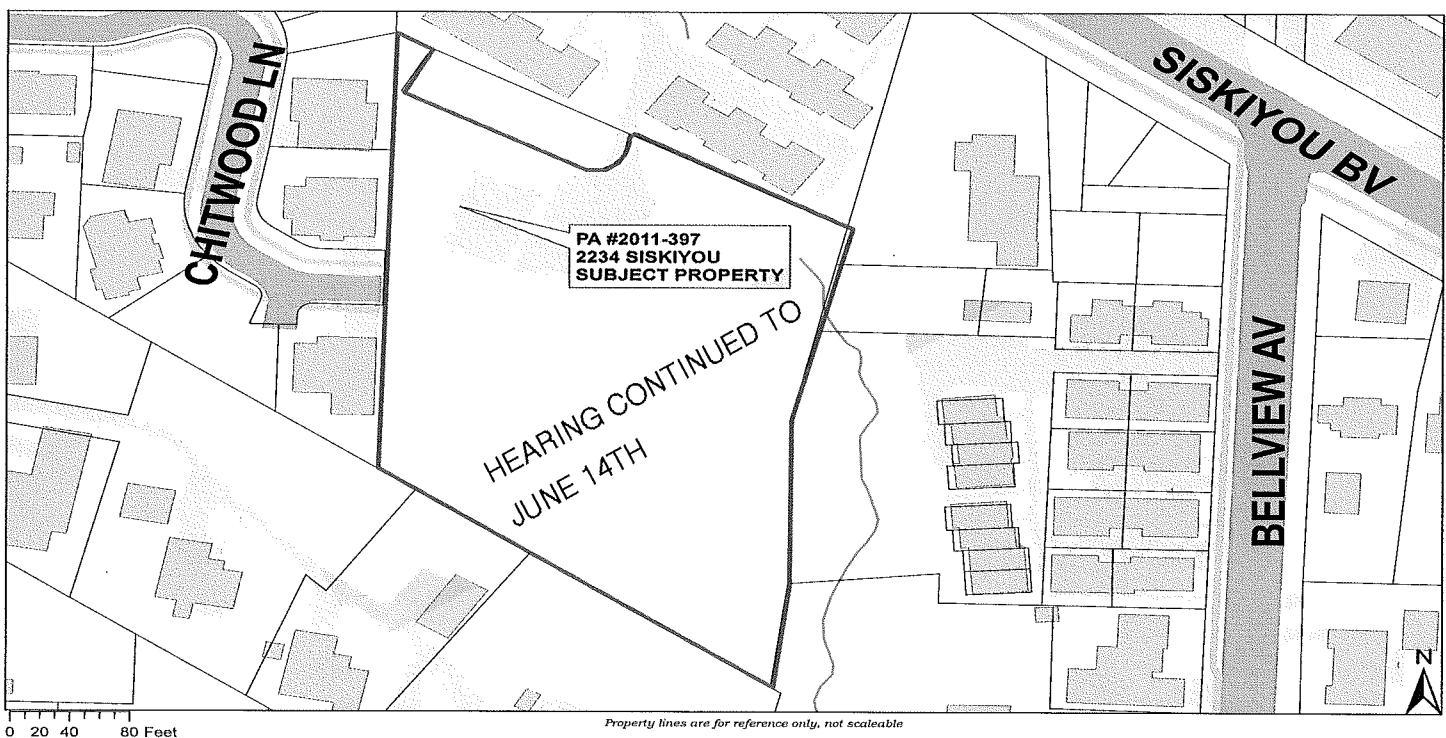 CHITWOOD LN
SISKIYOU BV
PA #2011-397
2234 SISKIYOU
SUBJECT PROPERTY
HEARING CONTINUED TO
JUNE 14TH
BELLVIEW AV
N
0 20 40 80 Feet
Property lines are for reference only, not scaleable